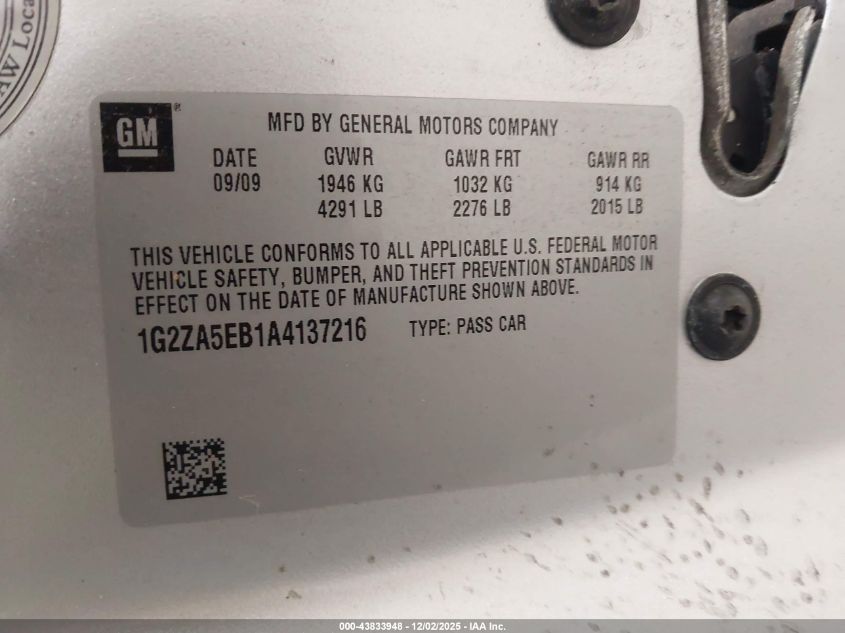 AW Loca
GM
®
MFD BY GENERAL MOTORS COMPANY
DATE GVWR GAWR FRT GAWR RR
09/09 1946 KG 1032 KG 914 KG
4291 LB 2276 LB 2015 LB
THIS VEHICLE CONFORMS TO ALL APPLICABLE U.S. FEDERAL MOTOR
VEHICLE SAFETY, BUMPER, AND THEFT PREVENTION STANDARDS IN
EFFECT ON THE DATE OF MANUFACTURE SHOWN ABOVE.
1G2ZA5EB1A4137216 TYPE: PASS CAR
000-43833948 - 12/02/2025 - IAA Inc.